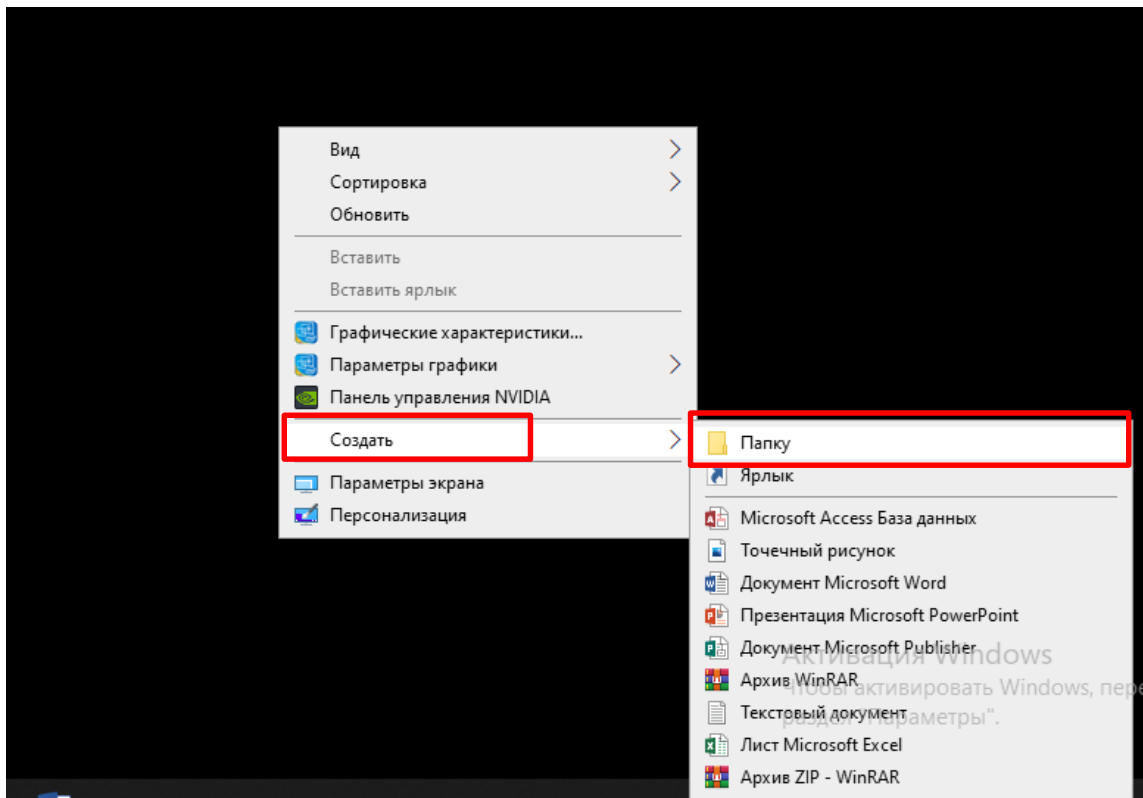 Вид
Сортировка
Обновить
Вставить
Вставить ярлык
Графические характеристики...
Параметры графики
Панель управления NVIDIA
Создать
Параметры экрана
Персонализация
Папку
Ярлык
Microsoft Access База данных
Точечный рисунок
Документ Microsoft Word
Презентация Microsoft PowerPoint
Документ Microsoft Publisher
Архив WinRAR
Текстовый документ
Лист Microsoft Excel
Архив ZIP - WinRAR
Активация Windows
Чтобы активировать Windows, пере
раздел "Параметры".